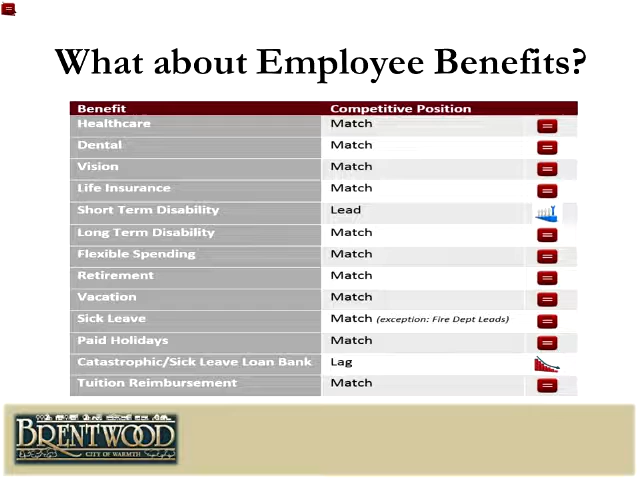 What about Employee Benefits?
Benefit Competitive Position
Healthcare Match
Dental Match
Vision Match
Life Insurance Match
Short Term Disability Lead
Long Term Disability Match
Flexible Spending Match
Retirement Match
Vacation Match
Sick Leave Match (exception: Fire Dept Leads)
Paid Holidays Match
Catastrophic/Sick Leave Loan Bank Lag
Tuition Reimbursement Match
BRENTWOOD
CITY OF WARMTH